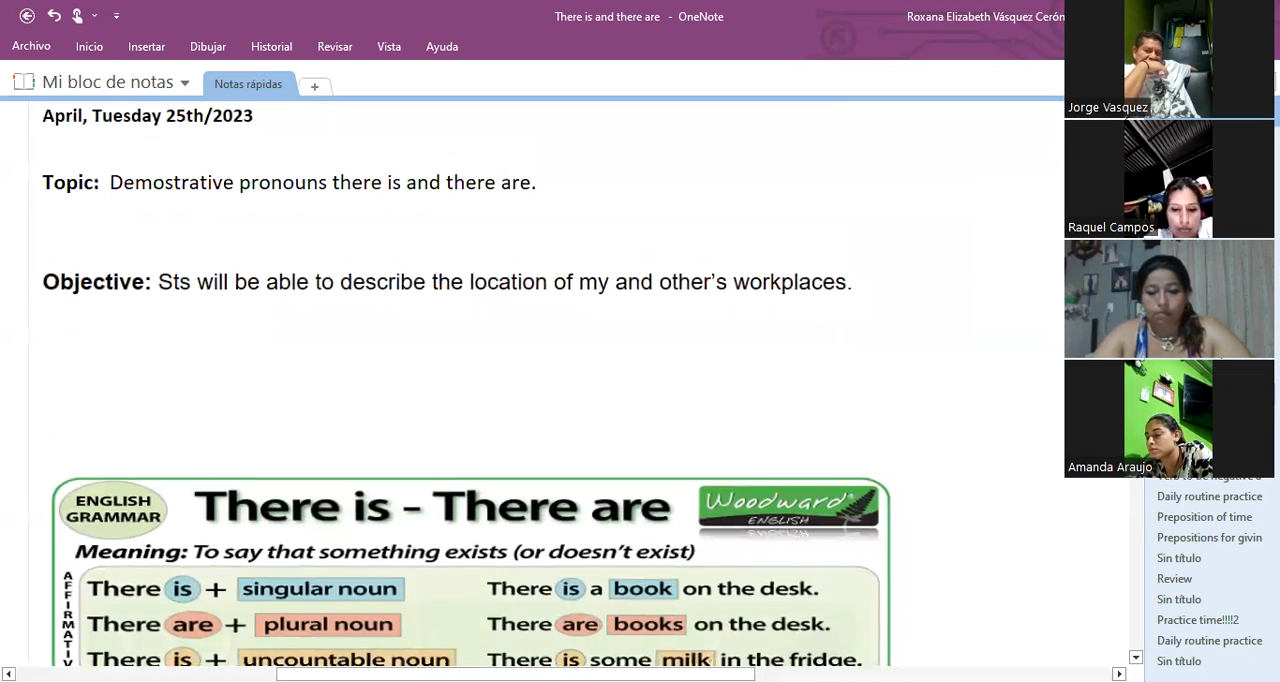 There is and there are - OneNote
Roxana Elizabeth Vásquez Cerón
Archivo Inicio Insertar Dibujar Historial Revisar Vista Ayuda
Mi bloc de notas Notas rápidas +
April, Tuesday 25th/2023
Topic: Demostrative pronouns there is and there are.
Objective: Sts will be able to describe the location of my and other's workplaces.
ENGLISH
GRAMMAR
There is - There are
Woodward®
ENGLISH
Meaning: To say that something exists (or doesn't exist)
AFFIRMATIV
There is + singular noun There is a book on the desk.
There are + plural noun There are books on the desk.
There is + uncountable noun There is some milk in the fridge.
Jorge Vasquez
Raquel Campos
Amanda Araujo
Verb to be negative a
Daily routine practice
Preposition of time
Prepositions for givin
Sin título
Review
Sin título
Practice time!!!!2
Daily routine practice
Sin título